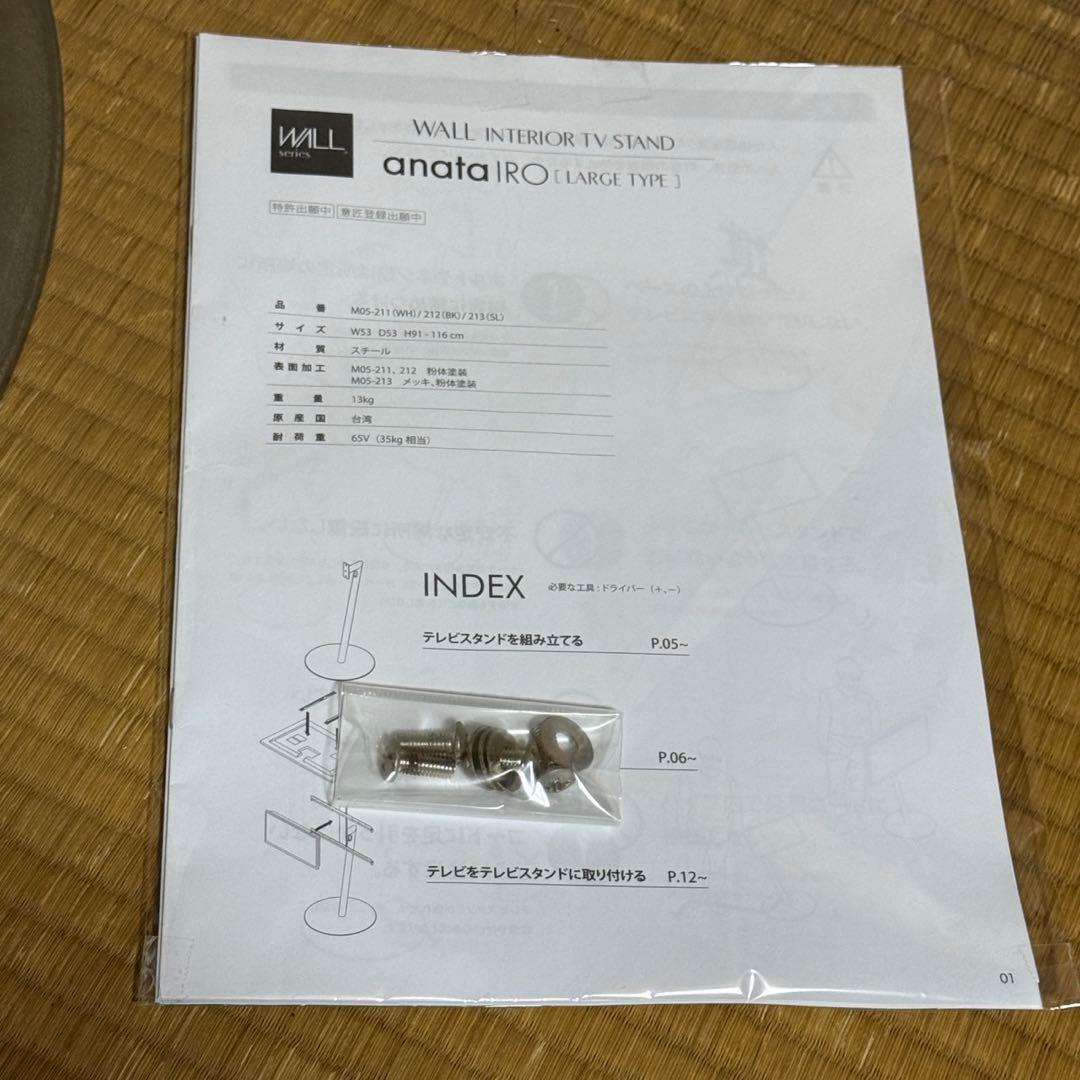 WALL
series
WALL INTERIOR TV STAND
anataIRO [ LARGE TYPE ]
特許出願中 意匠登録出願中
品番 M05-211(WH)/212(BK)/213(SL)
サイズ W53 D53 H91-116cm
材質 スチール
表面加工 M05-211、212 粉体塗装
M05-213 メッキ、粉体塗装
重量 13kg
原産国 台湾
耐荷重 65V (35kg相当)
INDEX 必要な工具:ドライバー (+、-)
テレビスタンドを組み立てる P.05~
P.06~
テレビをテレビスタンドに取り付ける P.12~
01